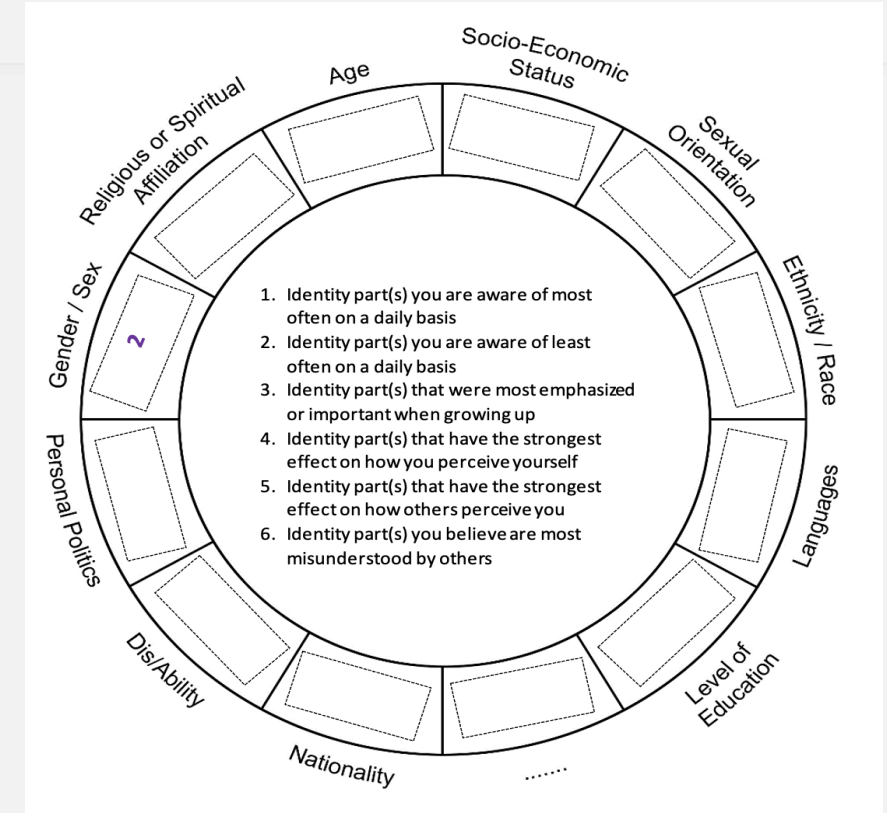 Socio-Economic
Status
Age
Sexual
Orientation
Religious or Spiritual
Affiliation
Ethnicity / Race
Gender / Sex
2
1. Identity part(s) you are aware of most
often on a daily basis
2. Identity part(s) you are aware of least
often on a daily basis
3. Identity part(s) that were most emphasized
or important when growing up
4. Identity part(s) that have the strongest
effect on how you perceive yourself
5. Identity part(s) that have the strongest
effect on how others perceive you
6. Identity part(s) you believe are most
misunderstood by others
Personal Politics
Languages
Dis/Ability
Level of
Education
Nationality
.......